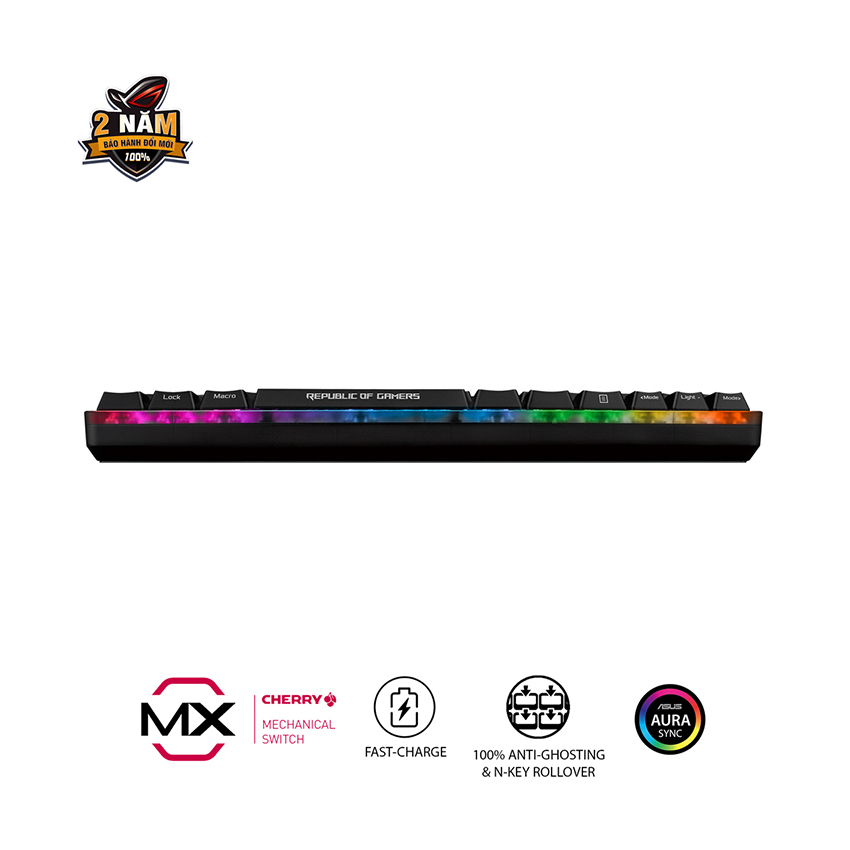 2 NĂM
BẢO HÀNH ĐỔI MỚI
100%
Lock Macro REPUBLIC OF GAMERS <Mode Light - Mode>
MX
CHERRY
MECHANICAL
SWITCH
FAST-CHARGE
100% ANTI-GHOSTING
& N-KEY ROLLOVER
ASUS
AURA
SYNC